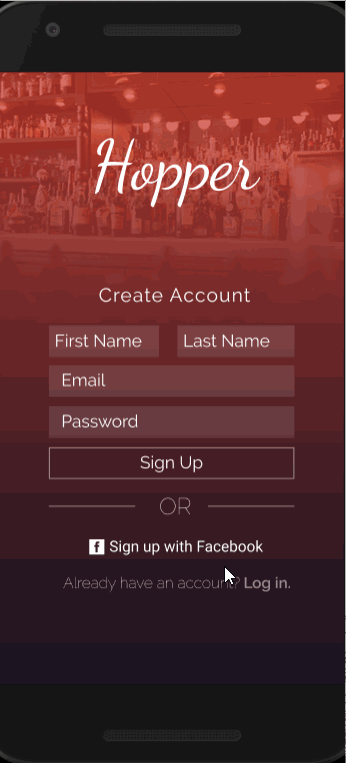 Hopper
Create Account
First Name Last Name
Email
Password
Sign Up
OR
Sign up with Facebook
Already have an account? Log in.